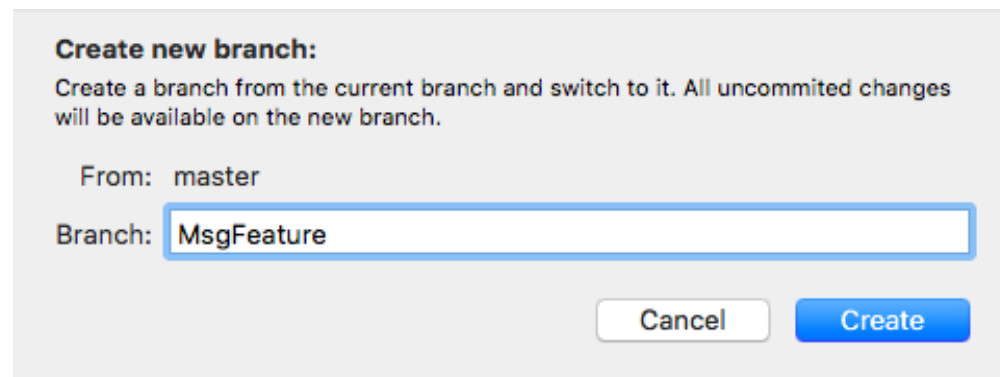 Create new branch:
Create a branch from the current branch and switch to it. All uncommited changes
will be available on the new branch.
From: master
Branch: MsgFeature
Cancel Create